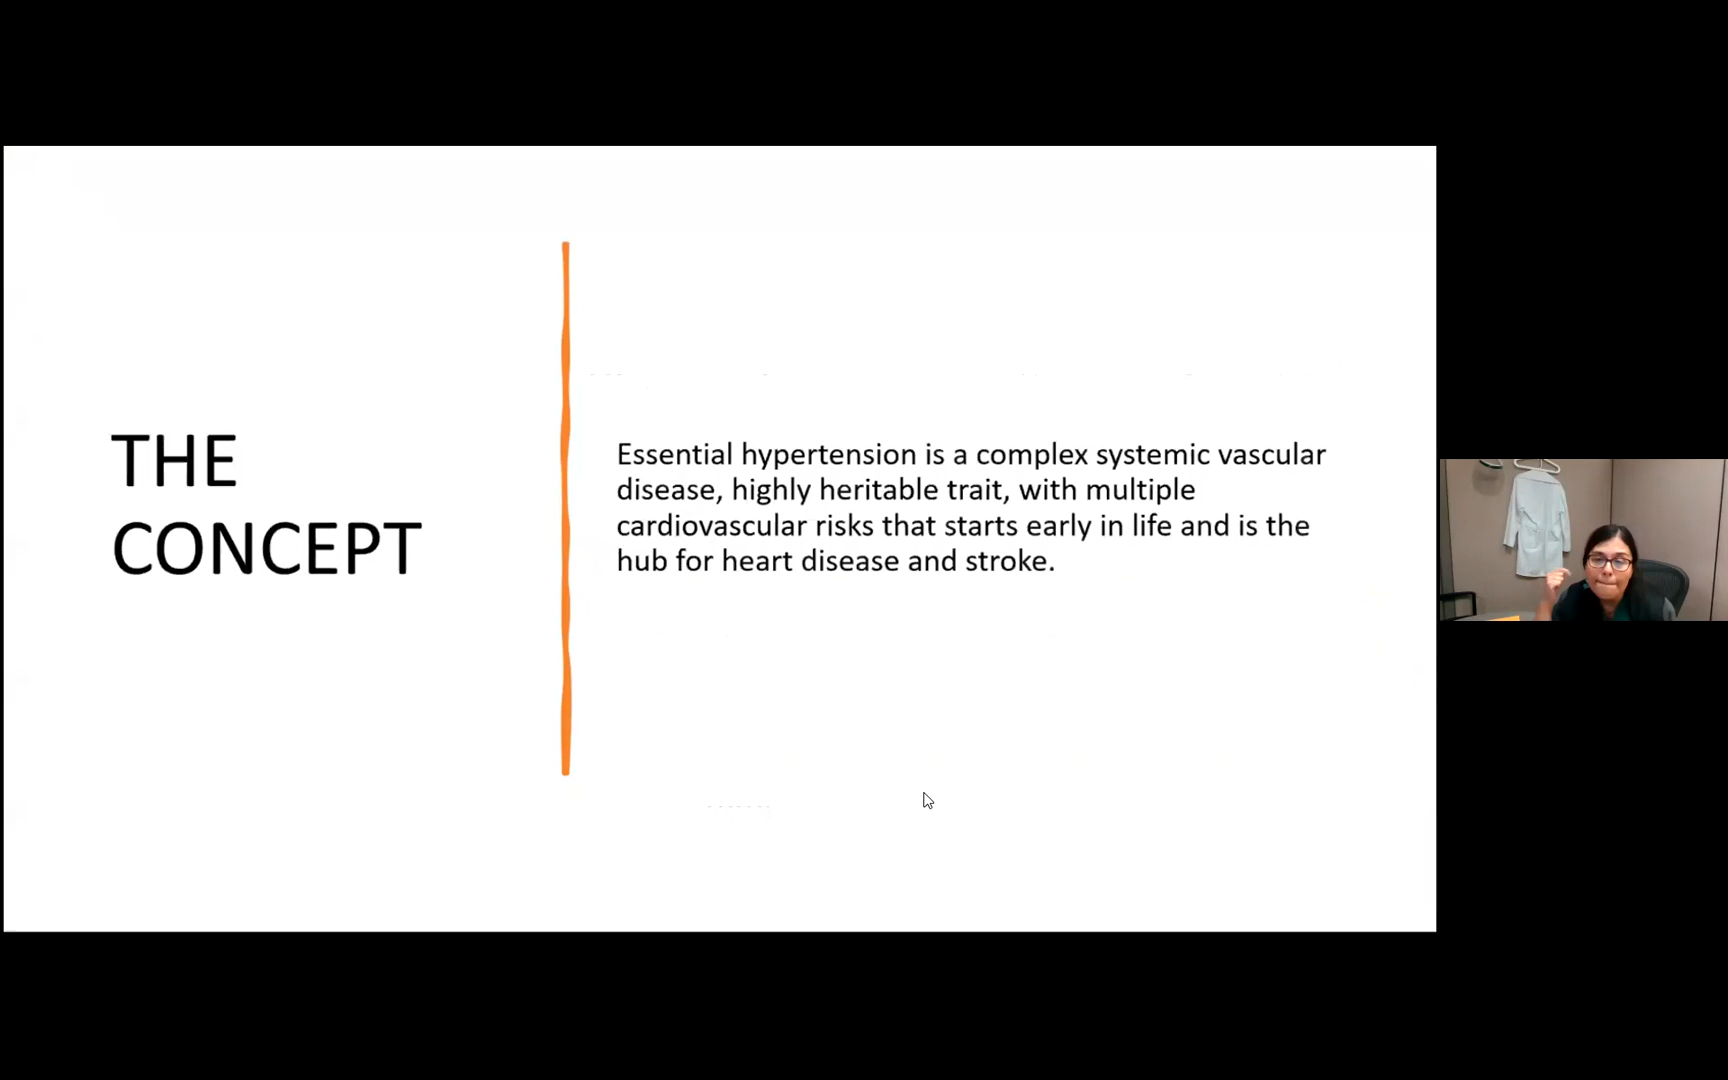 THE
CONCEPT
Essential hypertension is a complex systemic vascular
disease, highly heritable trait, with multiple
cardiovascular risks that starts early in life and is the
hub for heart disease and stroke.